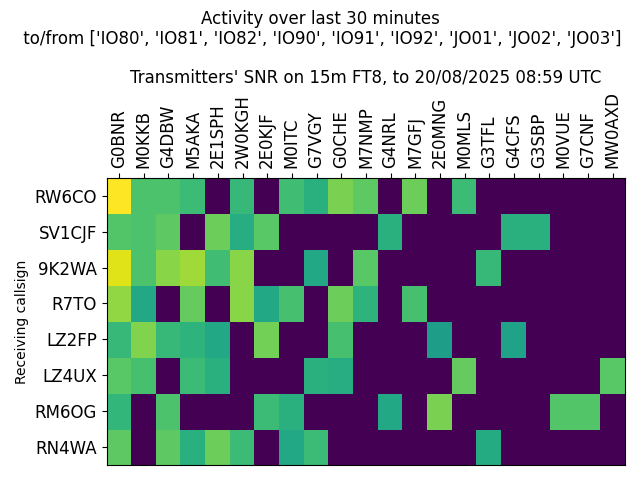 Activity over last 30 minutes
to/from ['IO80', 'IO81', 'IO82', 'IO90', 'IO91', 'IO92', 'JO01', 'JO02', 'JO03']
Transmitters' SNR on 15m FT8, to 20/08/2025 08:59 UTC
G0BNR
M0KKB
G4DBW
M5AKA
2E1SPH
2W0KGH
2E0KJF
M0ITC
G7VGY
G0CHE
M7NMP
G4NRL
M7GFJ
2E0MNG
M0MLS
G3TFL
G4CFS
G3SBP
M0VUE
G7CNF
MW0AXD
Receiving callsign
RW6CO
SV1CJF
9K2WA
R7TO
LZ2FP
LZ4UX
RM6OG
RN4WA